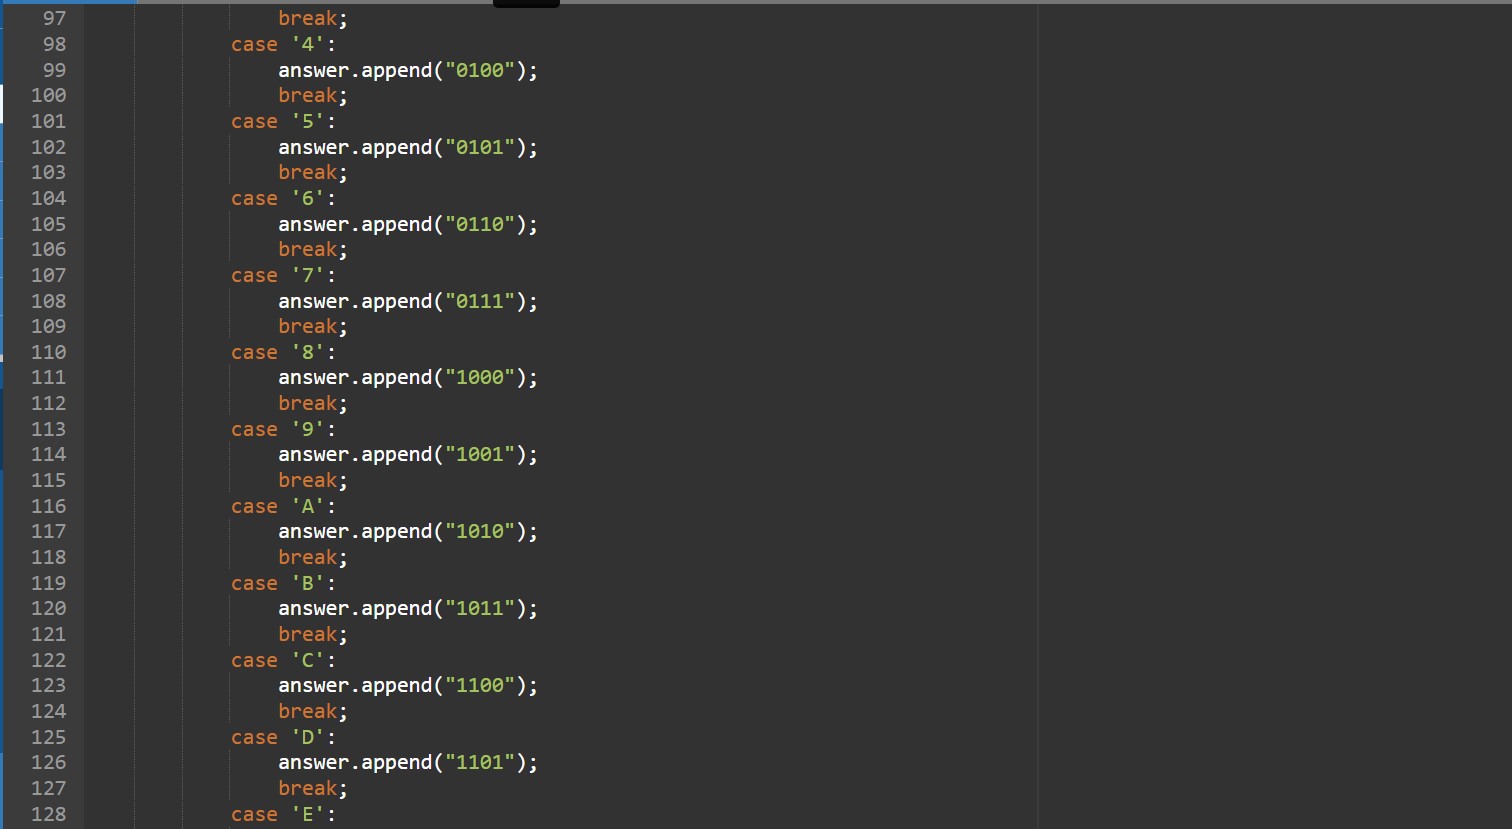 97 break;
98 case '4':
99 answer.append("0100");
100 break;
101 case '5':
102 answer.append("0101");
103 break;
104 case '6':
105 answer.append("0110");
106 break;
107 case '7':
108 answer.append("0111");
109 break;
110 case '8':
111 answer.append("1000");
112 break;
113 case '9':
114 answer.append("1001");
115 break;
116 case 'A':
117 answer.append("1010");
118 break;
119 case 'B':
120 answer.append("1011");
121 break;
122 case 'C':
123 answer.append("1100");
124 break;
125 case 'D':
126 answer.append("1101");
127 break;
128 case 'E':